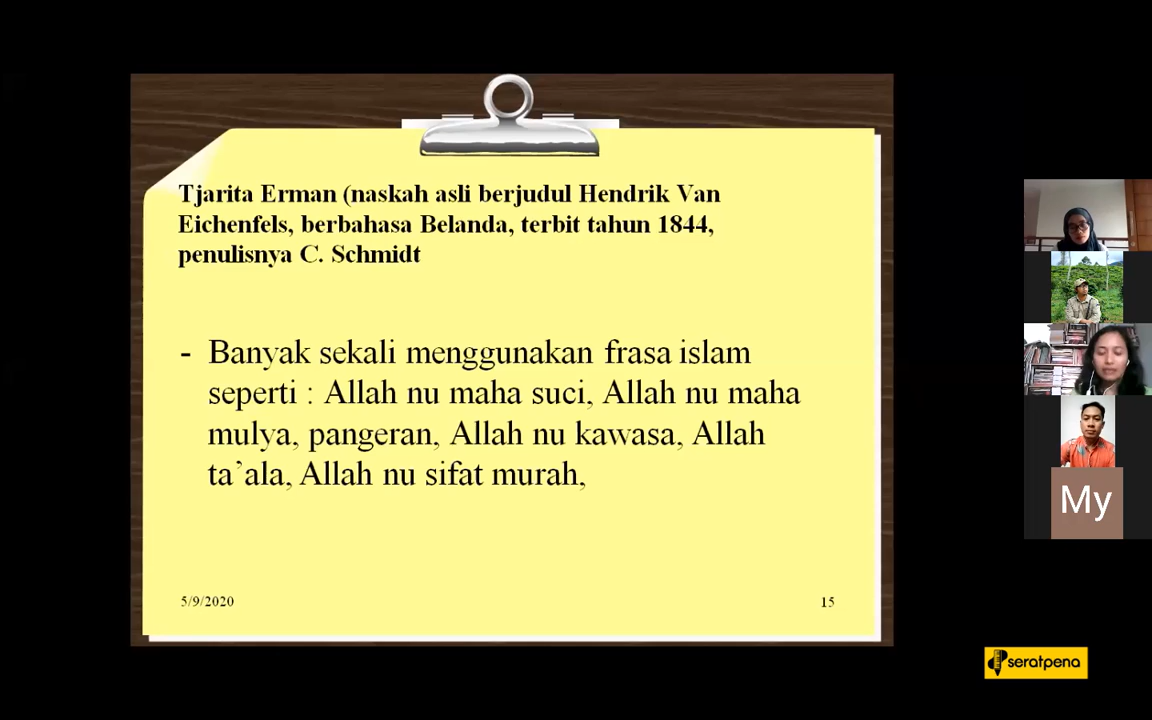 Tjarita Erman (naskah asli berjudul Hendrik Van
Eichenfels, berbahasa Belanda, terbit tahun 1844,
penulisnya C. Schmidt
- Banyak sekali menggunakan frasa islam
seperti : Allah nu maha suci, Allah nu maha
mulya, pangeran, Allah nu kawasa, Allah
ta’ala, Allah nu sifat murah,
5/9/2020
15
My
seratpena